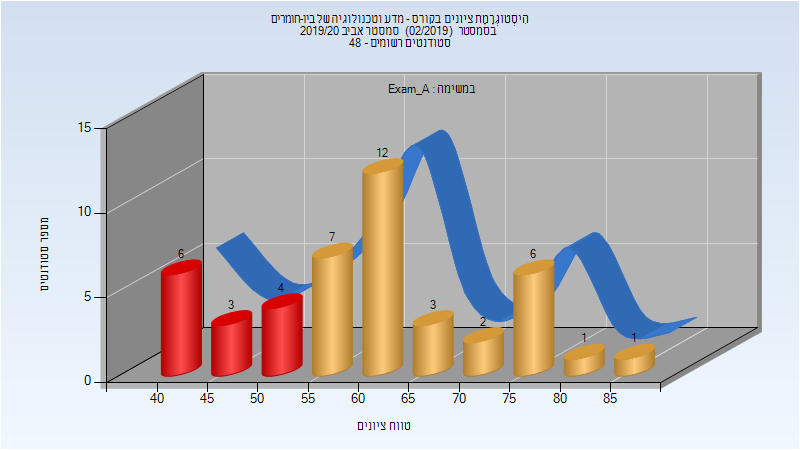 היסטוגרמת ציונים בקורס - מדע וטכנולוגיה של ביו-חומרים
בסמסטר (02/2019) סמסטר אביב 2019/20
סטודנטים רשומים - 48
במשימה : Exam_A
מספר סטודנטים
15
10
5
0
6
3
4
7
12
3
2
6
1
1
40 45 50 55 60 65 70 75 80 85
טווח ציונים